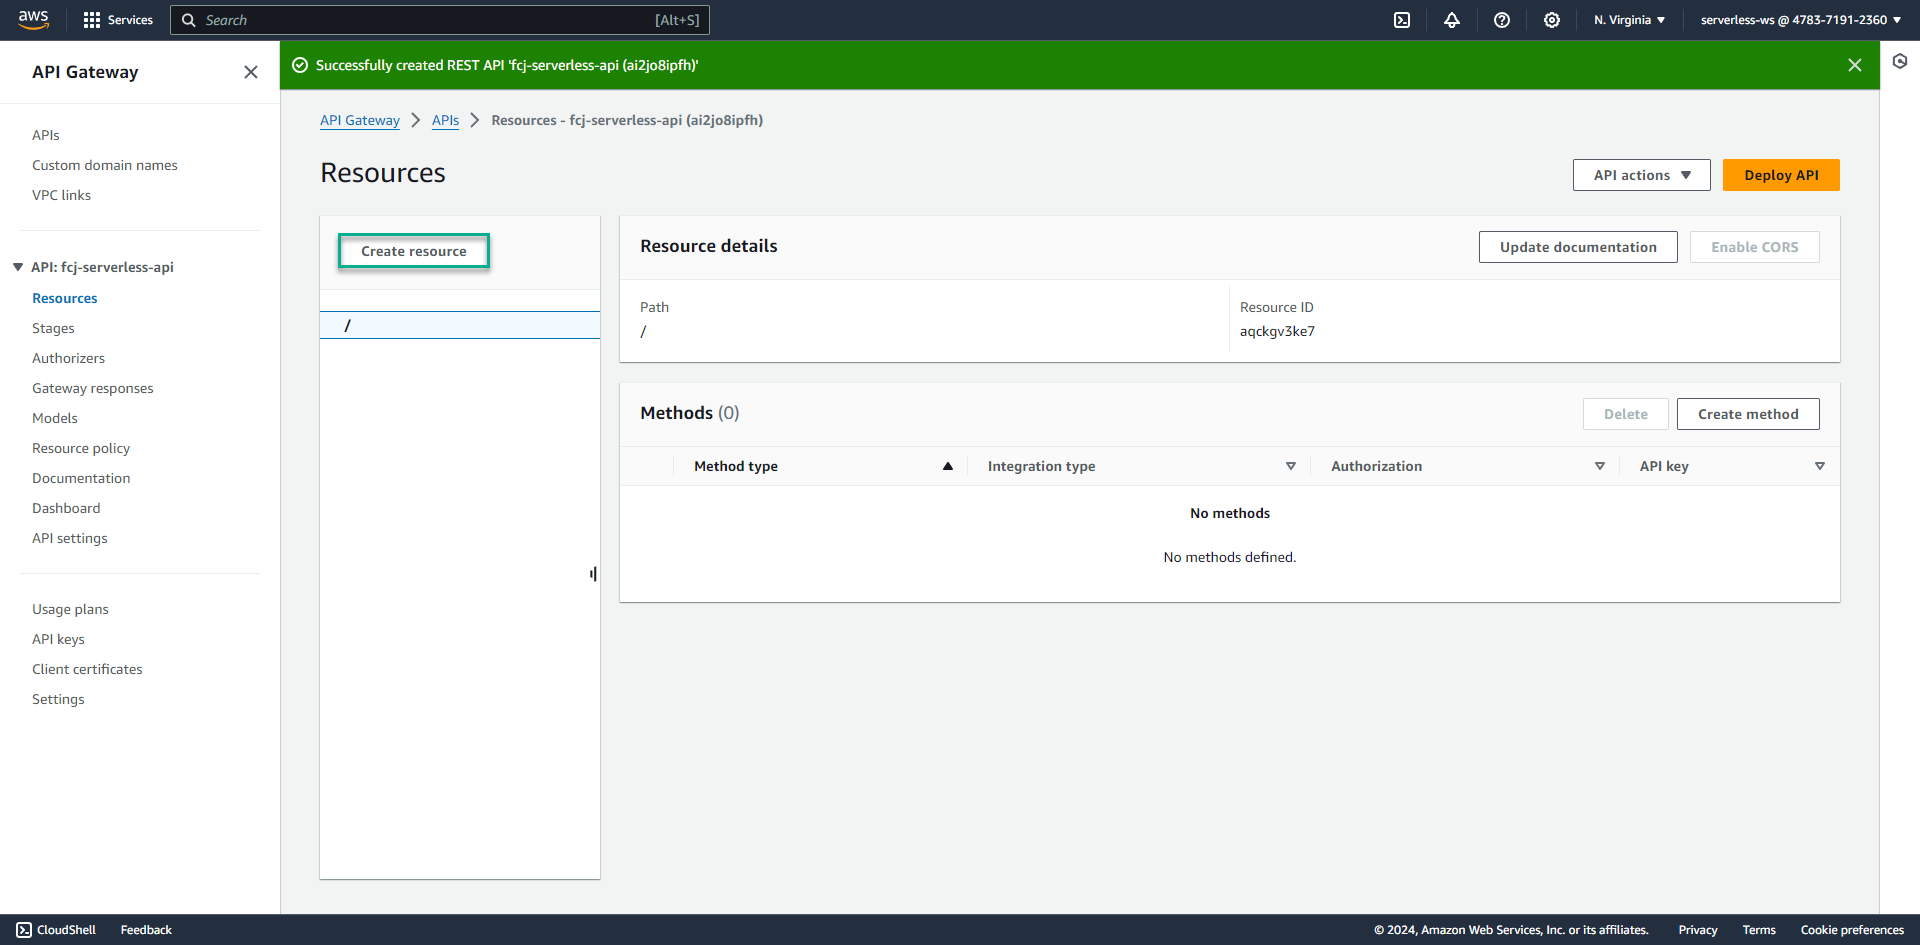 aws
Services
Search
[Alt+S]
N. Virginia
serverless-ws @ 4783-7191-2360
API Gateway
APIs
Custom domain names
VPC links
API: fcj-serverless-api
Resources
Stages
Authorizers
Gateway responses
Models
Resource policy
Documentation
Dashboard
API settings
Usage plans
API keys
Client certificates
Settings
Successfully created REST API 'fcj-serverless-api (ai2jo8ipfh)'
API Gateway
APIs
Resources - fcj-serverless-api (ai2jo8ipfh)
Resources
API actions
Deploy API
Create resource
/
Resource details
Update documentation
Enable CORS
Path
/
Resource ID
aqckgv3ke7
Methods (0)
Delete
Create method
Method type
Integration type
Authorization
API key
No methods
No methods defined.
CloudShell
Feedback
© 2024, Amazon Web Services, Inc. or its affiliates.
Privacy
Terms
Cookie preferences